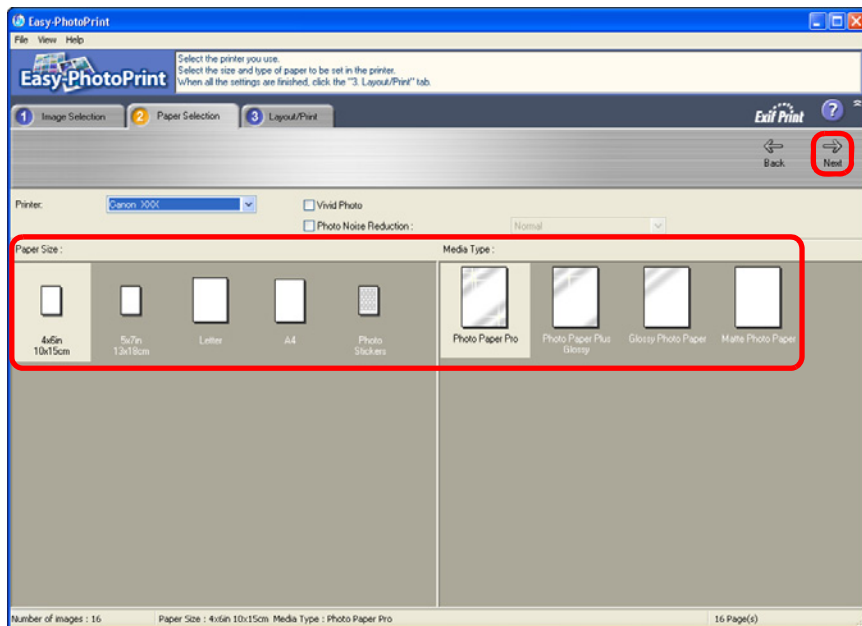 Easy-PhotoPrint
File View Help
Easy-PhotoPrint
Select the printer you use.
Select the size and type of paper to be set in the printer.
When all the settings are finished, click the "3. Layout/Print" tab.
1 Image Selection
2 Paper Selection
3 Layout/Print
Exif Print
?
Back
Next
Printer:
Canon XXX
Vivid Photo
Photo Noise Reduction :
Normal
Paper Size :
4x6in
10x15cm
5x7in
13x18cm
Letter
A4
Photo
Stickers
Media Type :
Photo Paper Pro
Photo Paper Plus
Glossy
Glossy Photo Paper
Matte Photo Paper
Number of images : 16
Paper Size : 4x6in 10x15cm Media Type : Photo Paper Pro
16 Page(s)